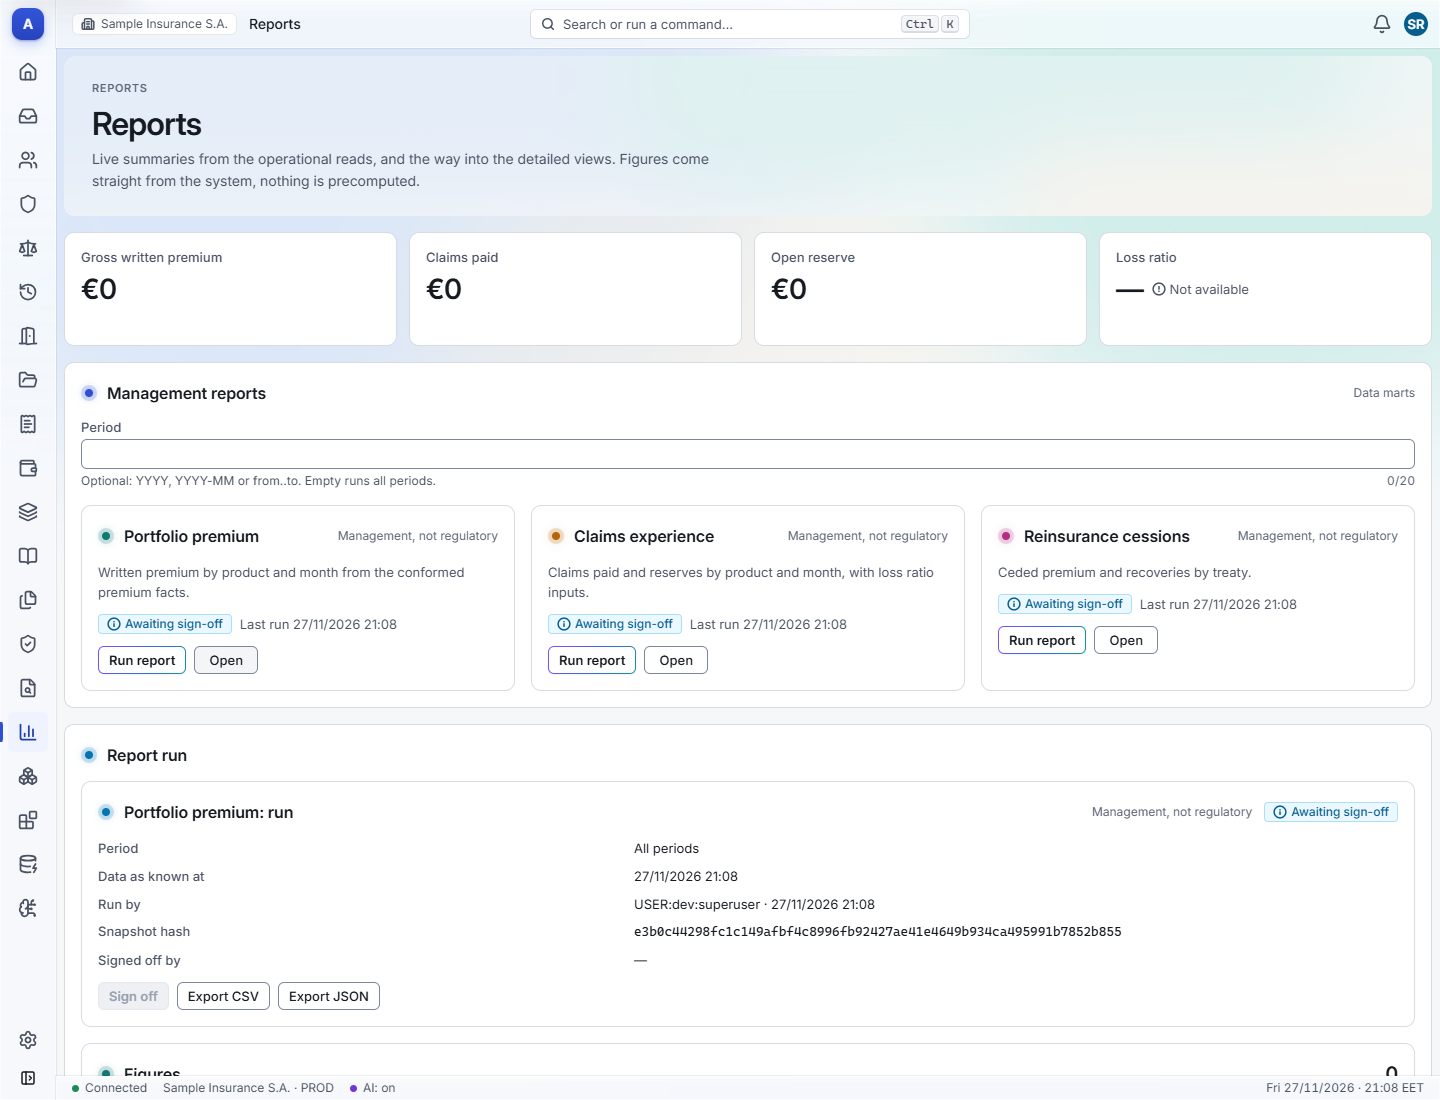 A
Sample Insurance S.A.
Reports
Search or run a command...
Ctrl K
SR
REPORTS
Reports
Live summaries from the operational reads, and the way into the detailed views. Figures come
straight from the system, nothing is precomputed.
Gross written premium
€0
Claims paid
€0
Open reserve
€0
Loss ratio
— Not available
Management reports
Data marts
Period
Optional: YYYY, YYYY-MM or from..to. Empty runs all periods.
0/20
Portfolio premium
Management, not regulatory
Written premium by product and month from the conformed
premium facts.
Awaiting sign-off
Last run 27/11/2026 21:08
Run report
Open
Claims experience
Management, not regulatory
Claims paid and reserves by product and month, with loss ratio
inputs.
Awaiting sign-off
Last run 27/11/2026 21:08
Run report
Open
Reinsurance cessions
Management, not regulatory
Ceded premium and recoveries by treaty.
Awaiting sign-off
Last run 27/11/2026 21:08
Run report
Open
Report run
Portfolio premium: run
Management, not regulatory
Awaiting sign-off
Period
All periods
Data as known at
27/11/2026 21:08
Run by
USER:dev:superuser · 27/11/2026 21:08
Snapshot hash
e3b0c44298fc1c149afbf4c8996fb92427ae41e4649b934ca495991b7852b855
Signed off by
—
Sign off
Export CSV
Export JSON
Figures
0
Connected
Sample Insurance S.A. · PROD
AI: on
Fri 27/11/2026 · 21:08 EET